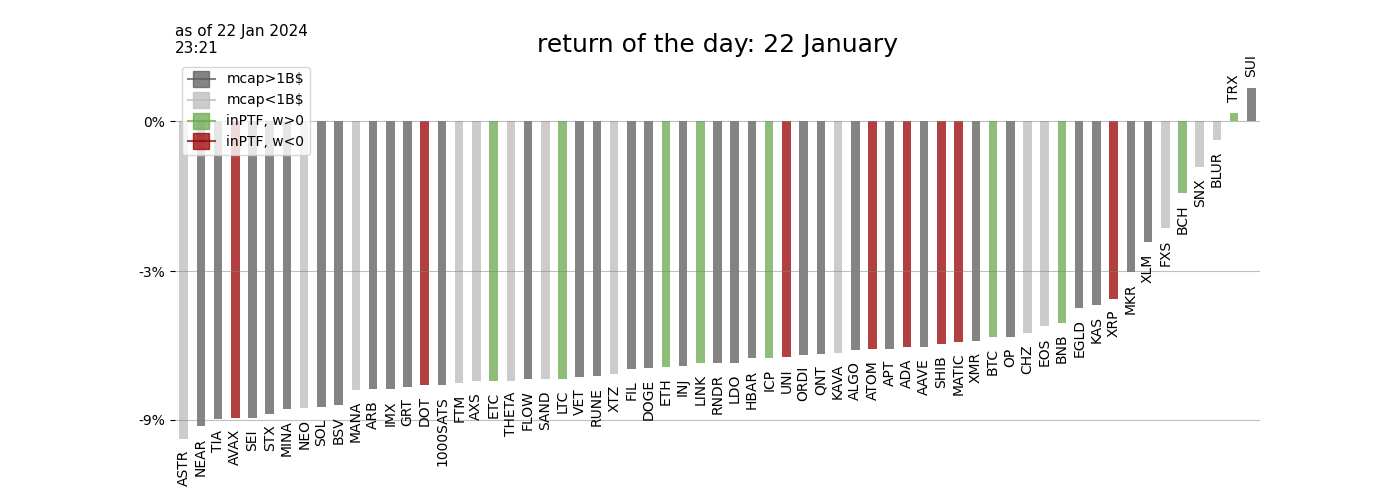 as of 22 Jan 2024
23:21
return of the day: 22 January
mcap>1B$
mcap<1B$
inPTF, w>0
inPTF, w<0
0%
-3%
-9%
ASTR
NEAR
TIA
AVAX
SEI
STX
MINA
NEO
SOL
BSV
MANA
ARB
IMX
GRT
DOT
1000SATS
FTM
AXS
ETC
THETA
FLOW
SAND
LTC
VET
RUNE
XTZ
FIL
DOGE
ETH
INJ
LINK
RNDR
LDO
HBAR
ICP
UNI
ORDI
QNT
KAVA
ALGO
ATOM
APT
ADA
AAVE
SHIB
MATIC
XMR
BTC
OP
CHZ
EOS
BNB
EGLD
KAS
XRP
MKR
XLM
FXS
BCH
SNX
BLUR
TRX
SUI